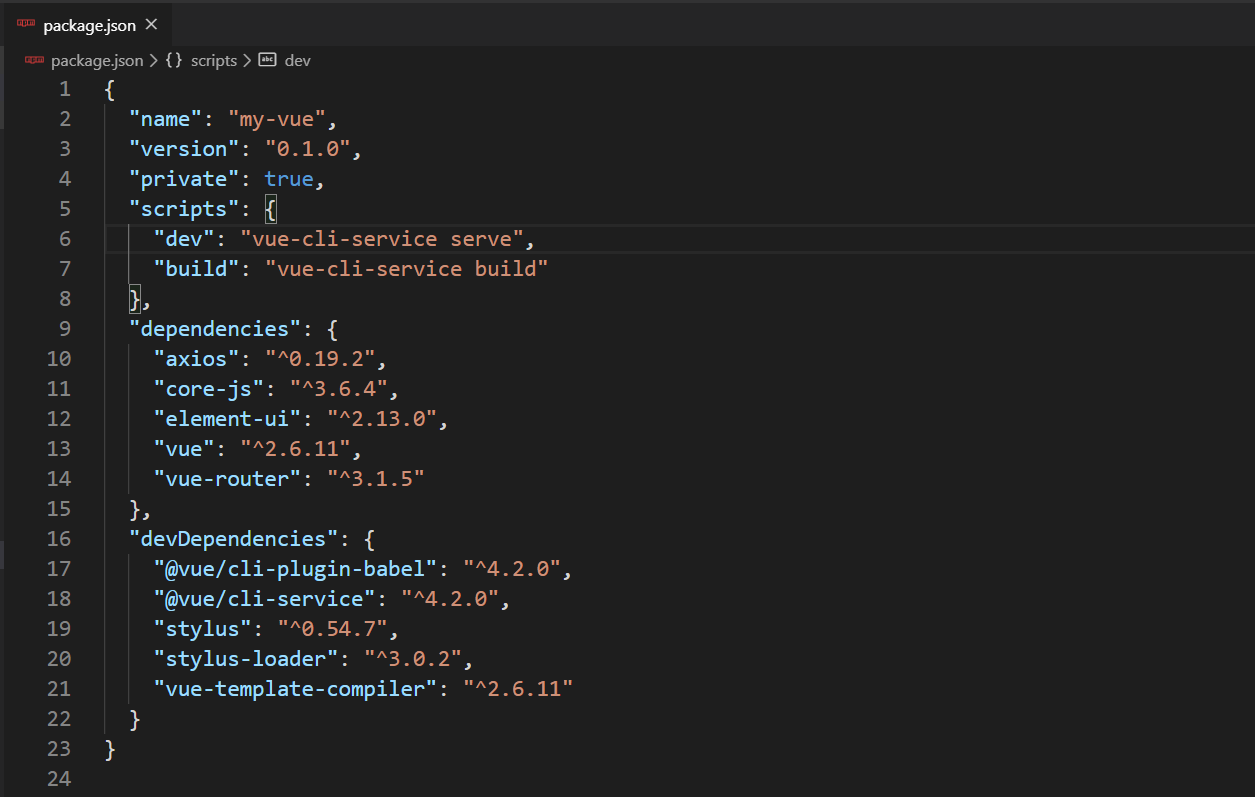 package.json
package.json > {} scripts > abc dev
1 {
2 "name": "my-vue",
3 "version": "0.1.0",
4 "private": true,
5 "scripts": {
6 "dev": "vue-cli-service serve",
7 "build": "vue-cli-service build"
8 },
9 "dependencies": {
10 "axios": "^0.19.2",
11 "core-js": "^3.6.4",
12 "element-ui": "^2.13.0",
13 "vue": "^2.6.11",
14 "vue-router": "^3.1.5"
15 },
16 "devDependencies": {
17 "@vue/cli-plugin-babel": "^4.2.0",
18 "@vue/cli-service": "^4.2.0",
19 "stylus": "^0.54.7",
20 "stylus-loader": "^3.0.2",
21 "vue-template-compiler": "^2.6.11"
22 }
23 }
24